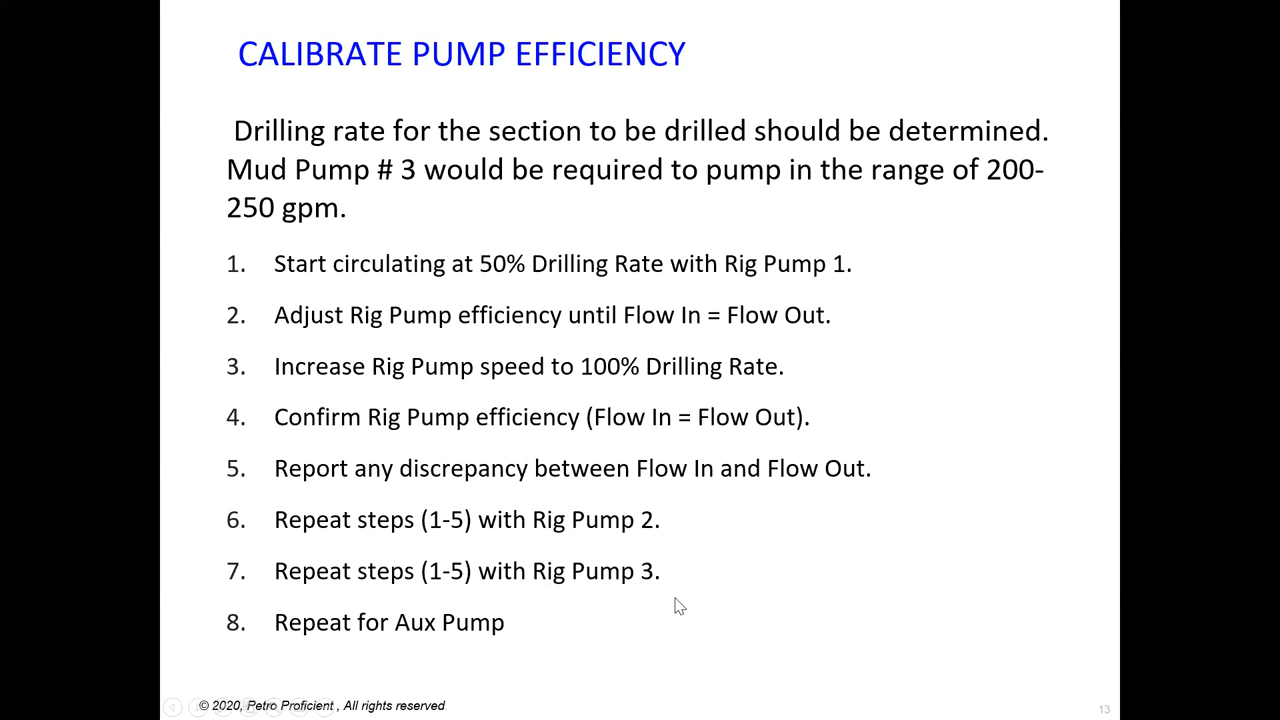 CALIBRATE PUMP EFFICIENCY
Drilling rate for the section to be drilled should be determined.
Mud Pump # 3 would be required to pump in the range of 200-
250 gpm.
1. Start circulating at 50% Drilling Rate with Rig Pump 1.
2. Adjust Rig Pump efficiency until Flow In = Flow Out.
3. Increase Rig Pump speed to 100% Drilling Rate.
4. Confirm Rig Pump efficiency (Flow In = Flow Out).
5. Report any discrepancy between Flow In and Flow Out.
6. Repeat steps (1-5) with Rig Pump 2.
7. Repeat steps (1-5) with Rig Pump 3.
8. Repeat for Aux Pump
© 2020, Petro Proficient , All rights reserved
13